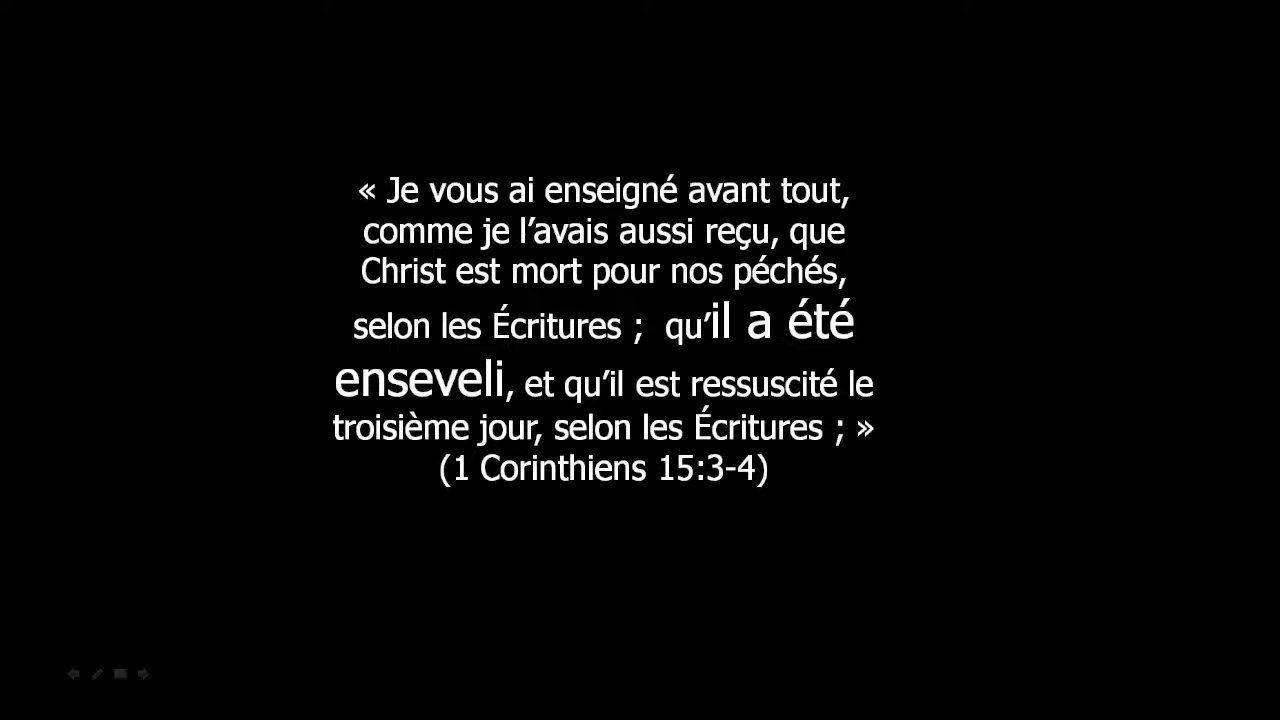 « Je vous ai enseigné avant tout,
comme je l’avais aussi reçu, que
Christ est mort pour nos péchés,
selon les Écritures ;  qu’il a été
enseveli, et qu’il est ressuscité le
troisième jour, selon les Écritures ; »
(1 Corinthiens 15:3-4)